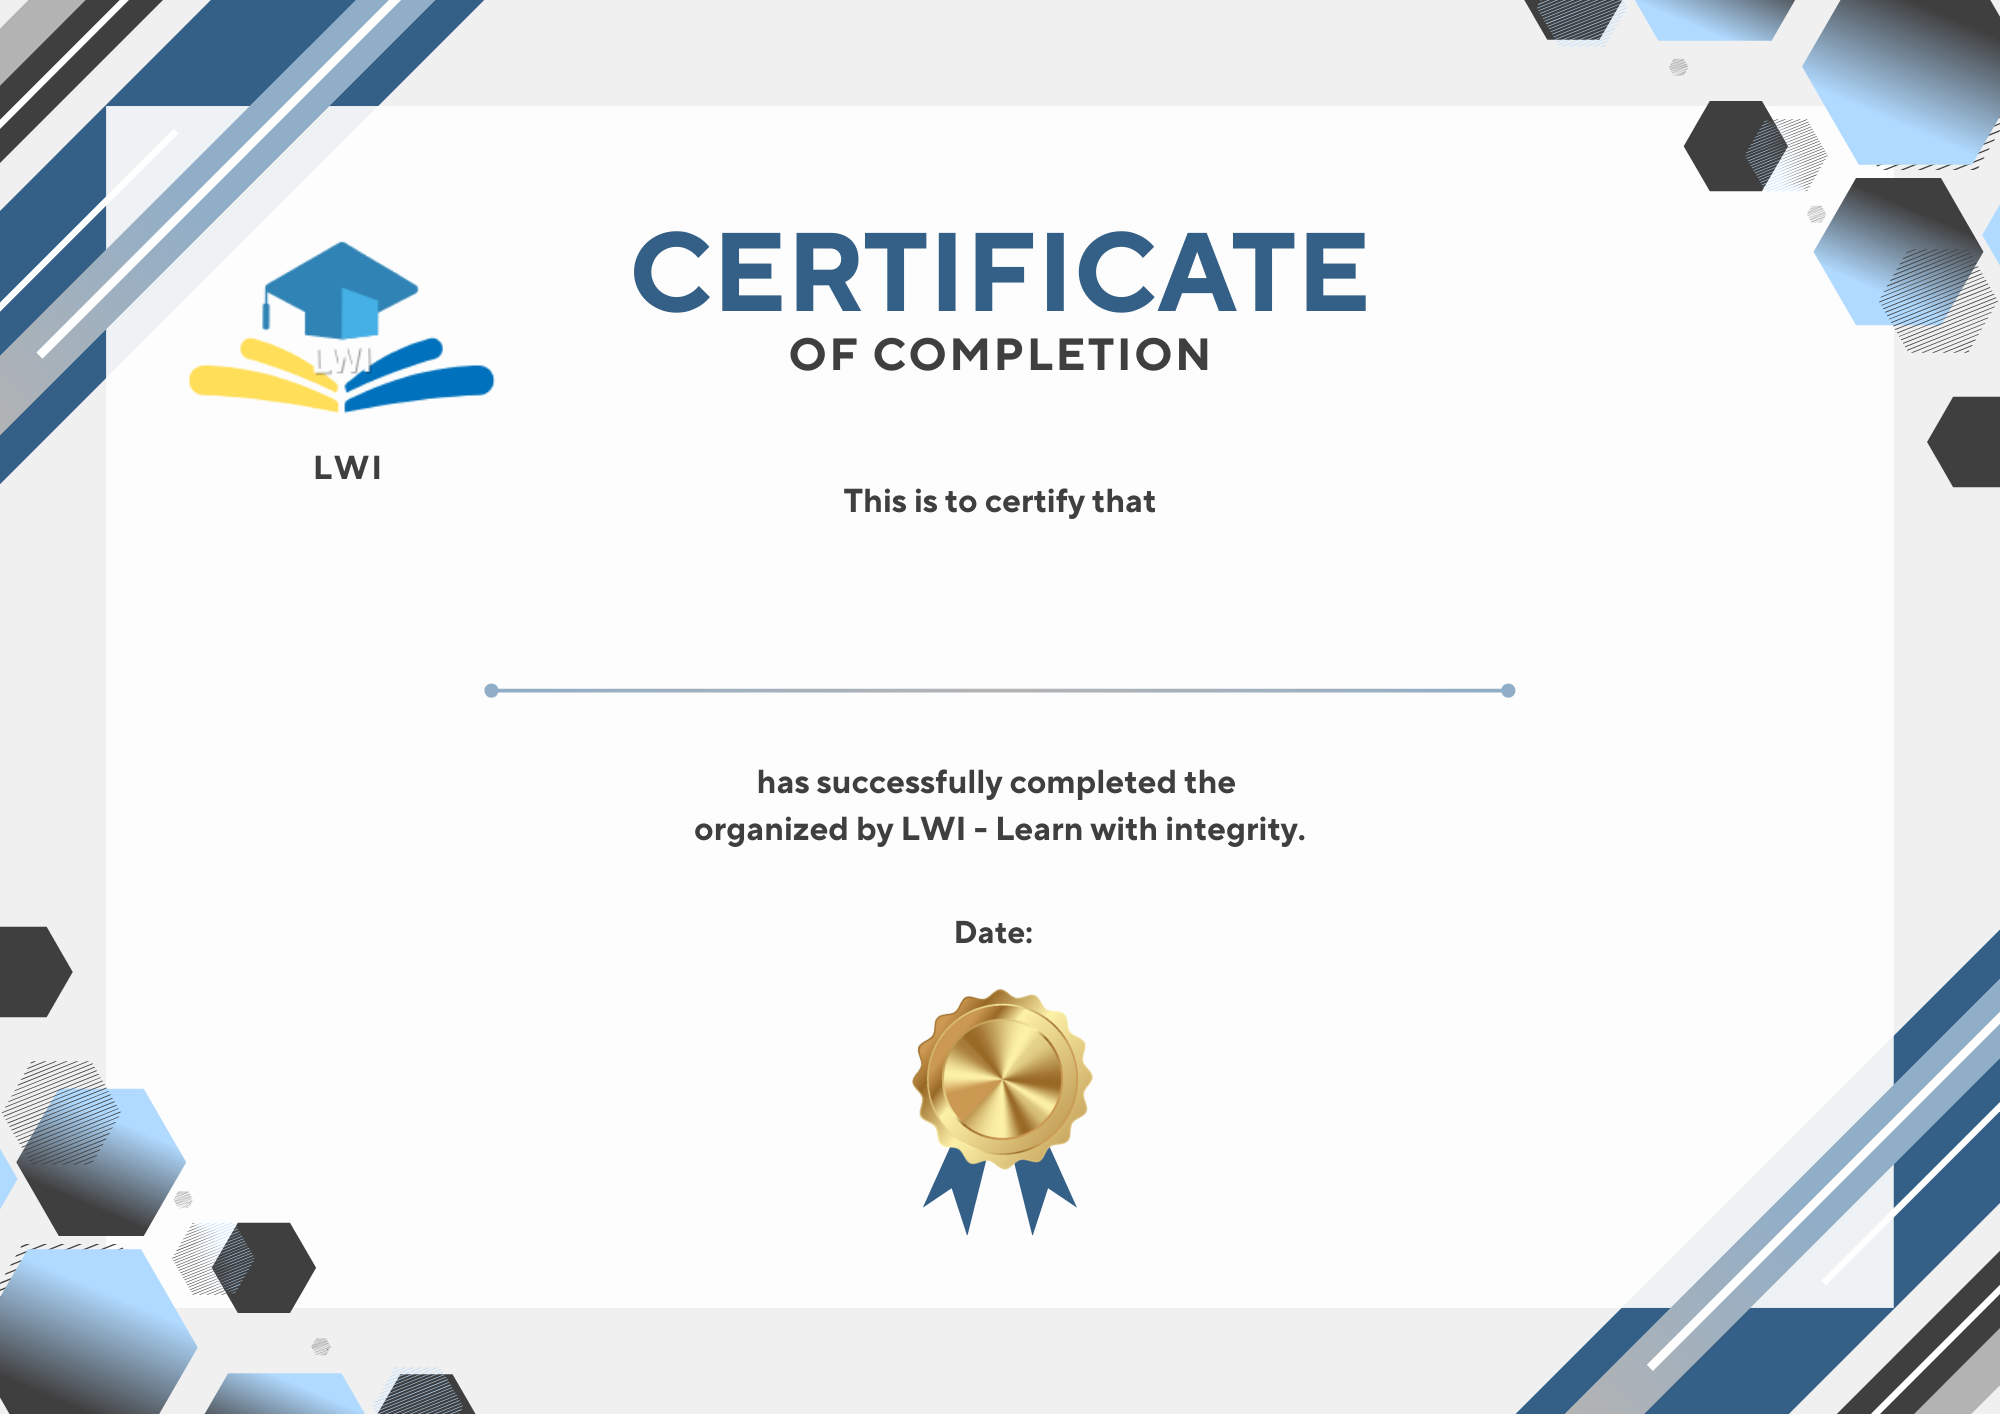 CERTIFICATE
OF COMPLETION
LWI
LWI
This is to certify that
has successfully completed the
organized by LWI - Learn with integrity.
Date: